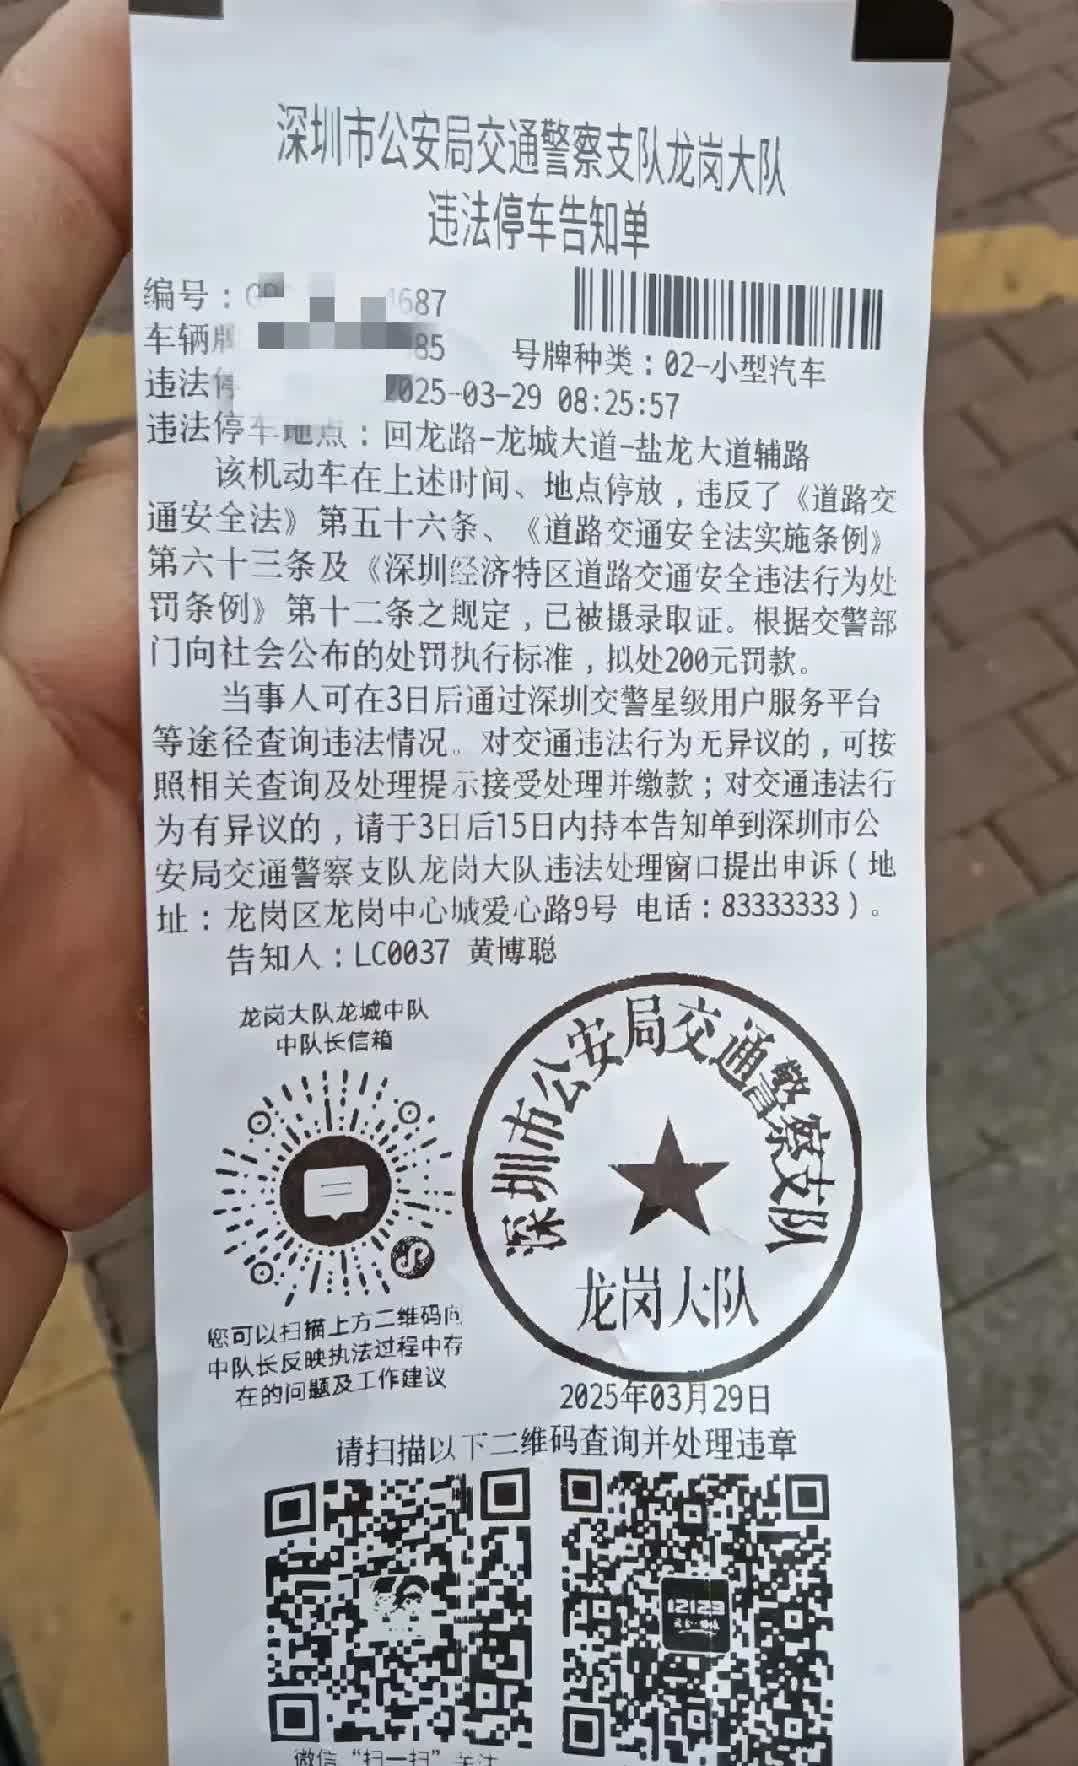 深圳市公安局交通警察支队龙岗大队
违法停车告知单
编号：
687
车辆
85 号牌种类：02-小型汽车
违法停 2025-03-29 08:25:57
违法停车地点：回龙路-龙城大道-盐龙大道辅路
该机动车在上述时间、地点停放，违反了《道路交
通安全法》第五十六条、《道路交通安全法实施条例》
第六十三条及《深圳经济特区道路交通安全违法行为处
罚条例》第十二条之规定，已被摄录取证。根据交警部
门向社会公布的处罚执行标准，拟处200元罚款。
当事人可在3日后通过深圳交警星级用户服务平台
等途径查询违法情况。对交通违法行为无异议的，可按
照相关查询及处理提示接受处理并缴款；对交通违法行
为有异议的，请于3日后15日内持本告知单到深圳市公
安局交通警察支队龙岗大队违法处理窗口提出申诉（地
址：龙岗区龙岗中心城爱心路9号 电话：83333333）。
告知人：LC0037 黄博聪
龙岗大队龙城中队
中队长信箱
您可以扫描上方二维码向
中队长反映执法过程中存
在的问题及工作建议
深圳市公安局交通警察支队
龙岗大队
2025年03月29日
请扫描以下二维码查询并处理违章
12123
微信“扫一扫”关注